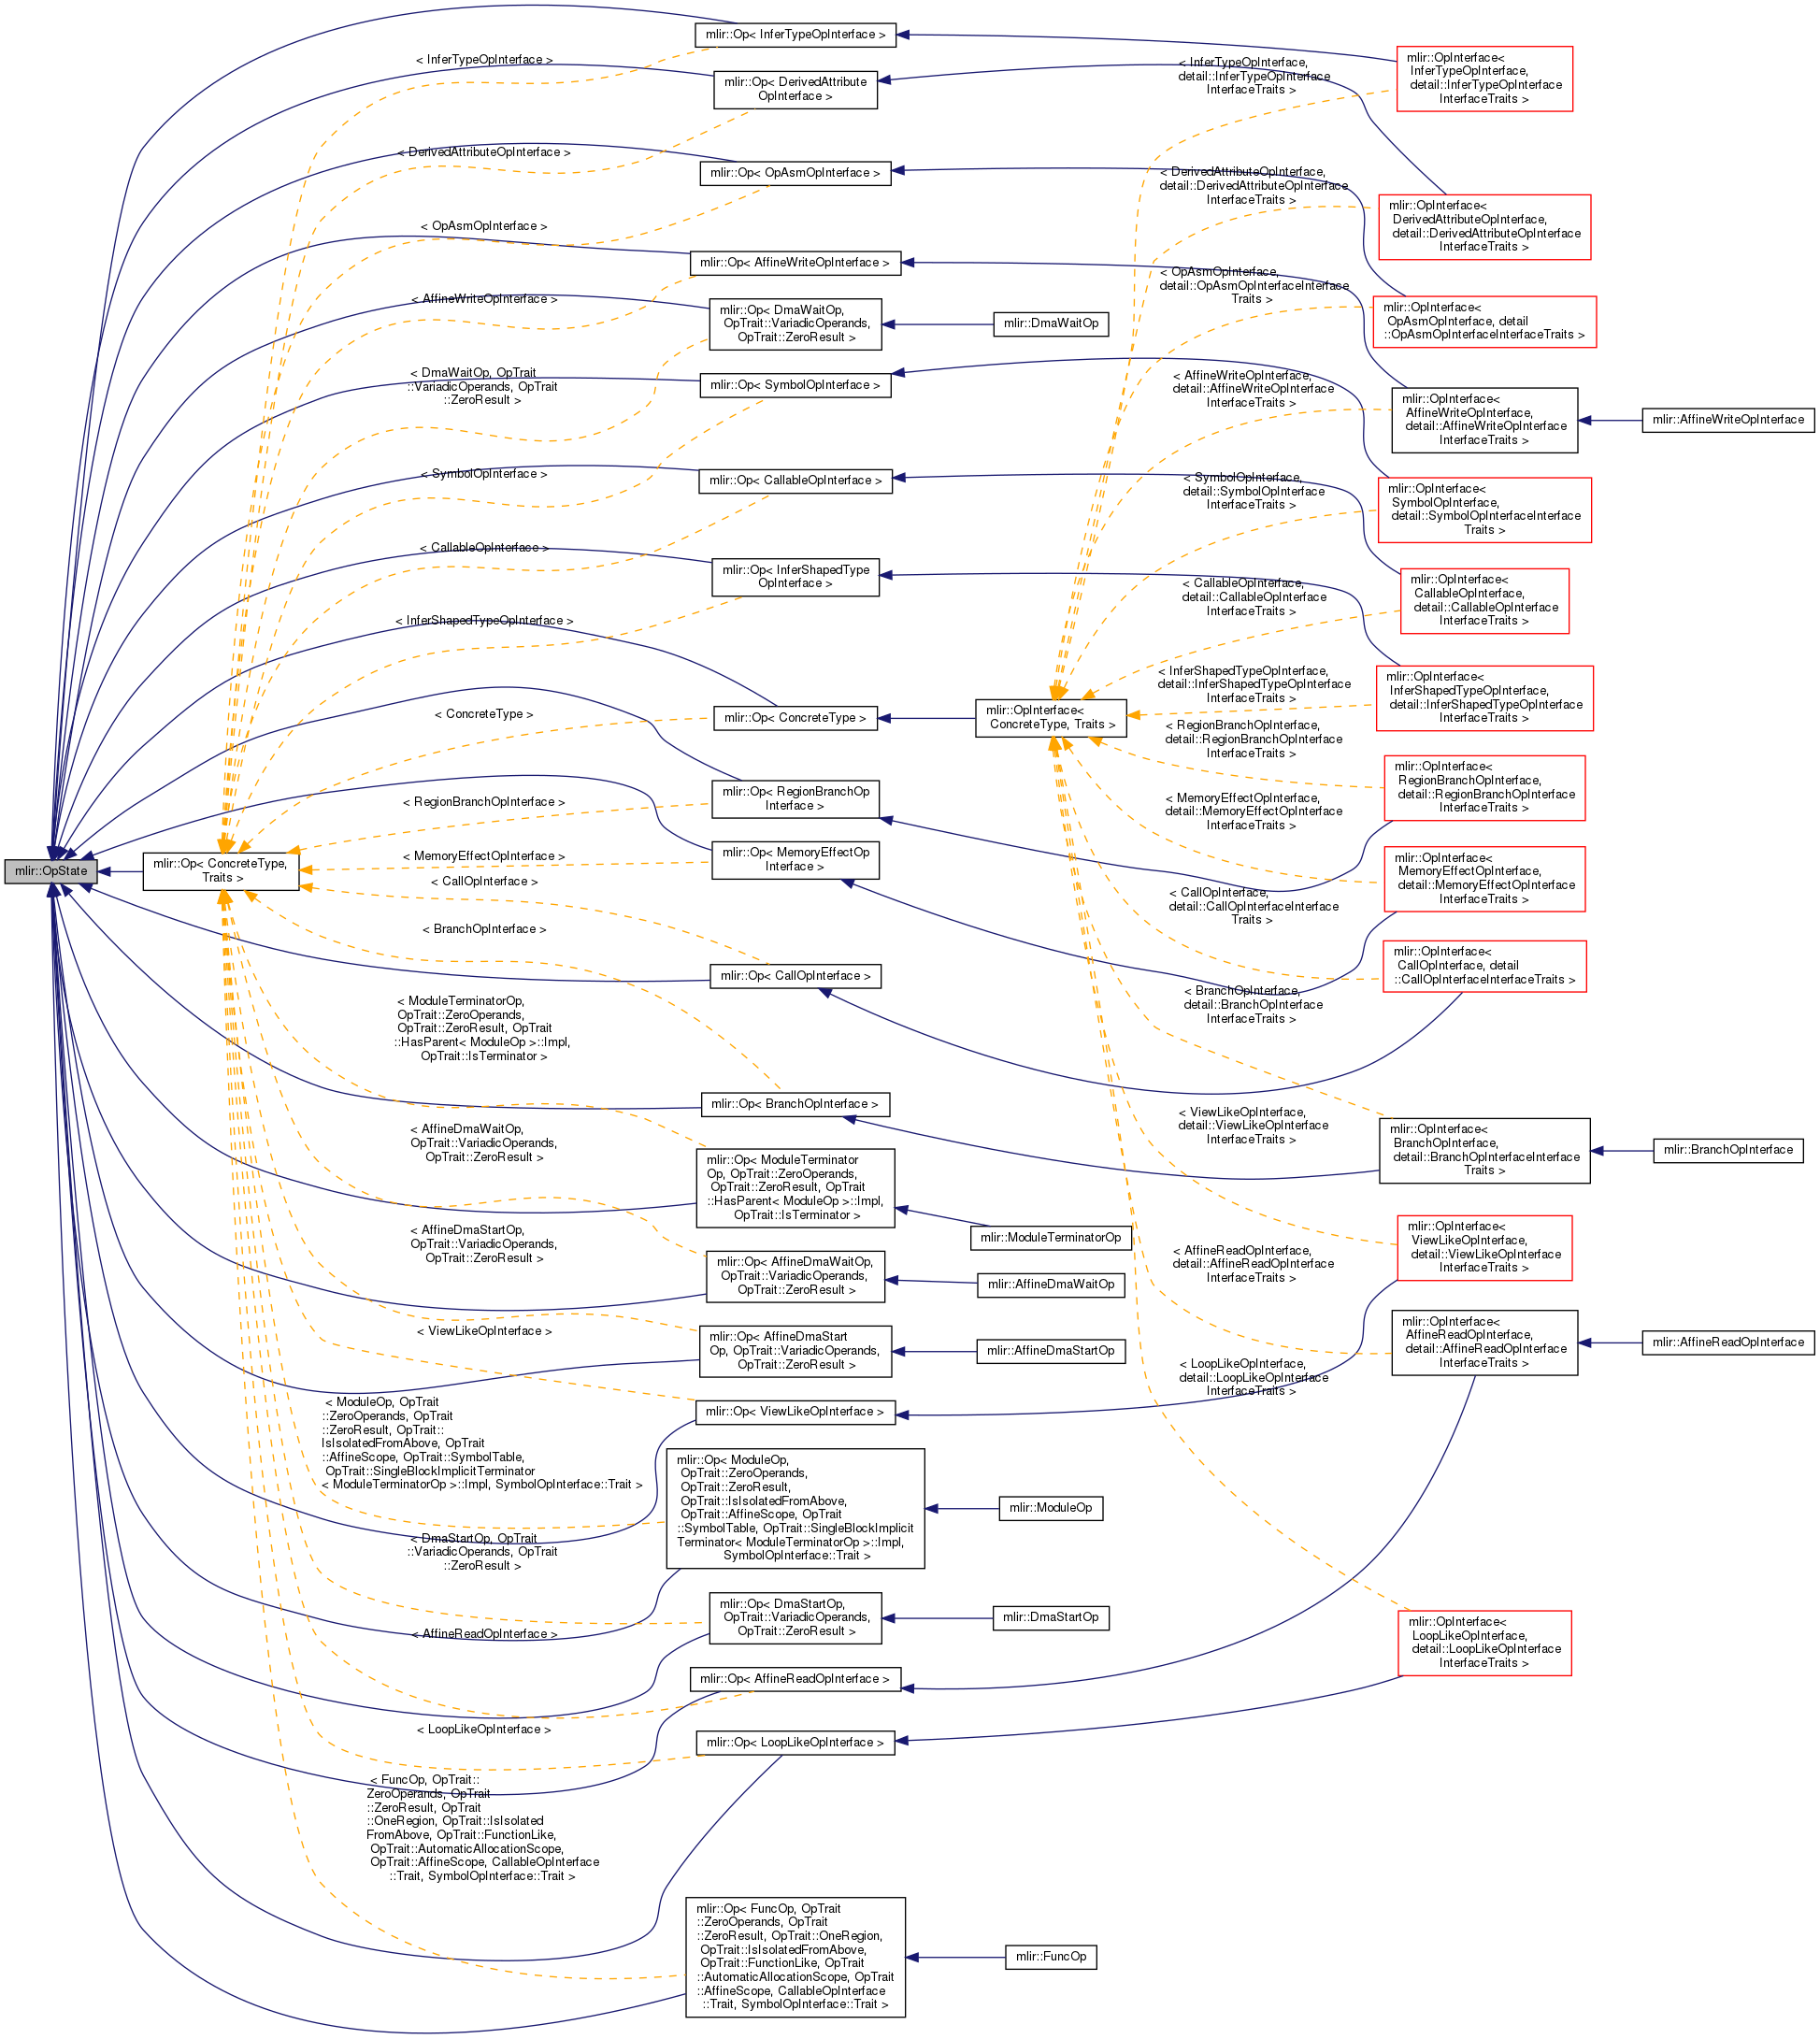 mlir::OpState
mlir::Op< ConcreteType,
Traits >
< InferTypeOpInterface >
< DerivedAttributeOpInterface >
< OpAsmOpInterface >
< AffineWriteOpInterface >
< DmaWaitOp, OpTrait
::VariadicOperands, OpTrait
::ZeroResult >
< SymbolOpInterface >
< CallableOpInterface >
< InferShapedTypeOpInterface >
< ConcreteType >
< RegionBranchOpInterface >
< MemoryEffectOpInterface >
< CallOpInterface >
< BranchOpInterface >
< ModuleTerminatorOp,
OpTrait::ZeroOperands,
OpTrait::ZeroResult, OpTrait
::HasParent< ModuleOp >::Impl,
OpTrait::IsTerminator >
< AffineDmaWaitOp,
OpTrait::VariadicOperands,
OpTrait::ZeroResult >
< AffineDmaStartOp,
OpTrait::VariadicOperands,
OpTrait::ZeroResult >
< ViewLikeOpInterface >
< ModuleOp, OpTrait
::ZeroOperands, OpTrait
::ZeroResult, OpTrait::
IsIsolatedFromAbove, OpTrait
::AffineScope, OpTrait::SymbolTable,
OpTrait::SingleBlockImplicitTerminator
< ModuleTerminatorOp >::Impl, SymbolOpInterface::Trait >
< DmaStartOp, OpTrait
::VariadicOperands, OpTrait
::ZeroResult >
< AffineReadOpInterface >
< LoopLikeOpInterface >
< FuncOp, OpTrait::
ZeroOperands, OpTrait
::ZeroResult, OpTrait
::OneRegion, OpTrait::IsIsolated
FromAbove, OpTrait::FunctionLike,
OpTrait::AutomaticAllocationScope,
OpTrait::AffineScope, CallableOpInterface
::Trait, SymbolOpInterface::Trait >
mlir::Op< InferTypeOpInterface >
mlir::Op< DerivedAttribute
OpInterface >
mlir::Op< OpAsmOpInterface >
mlir::Op< AffineWriteOpInterface >
mlir::Op< DmaWaitOp,
OpTrait::VariadicOperands,
OpTrait::ZeroResult >
mlir::Op< SymbolOpInterface >
mlir::Op< CallableOpInterface >
mlir::Op< InferShapedType
OpInterface >
mlir::Op< ConcreteType >
mlir::Op< RegionBranchOp
Interface >
mlir::Op< MemoryEffectOp
Interface >
mlir::Op< CallOpInterface >
mlir::Op< BranchOpInterface >
mlir::Op< ModuleTerminator
Op, OpTrait::ZeroOperands,
OpTrait::ZeroResult, OpTrait
::HasParent< ModuleOp >::Impl,
OpTrait::IsTerminator >
mlir::Op< AffineDmaWaitOp,
OpTrait::VariadicOperands,
OpTrait::ZeroResult >
mlir::Op< AffineDmaStart
Op, OpTrait::VariadicOperands,
OpTrait::ZeroResult >
mlir::Op< ViewLikeOpInterface >
mlir::Op< ModuleOp,
OpTrait::ZeroOperands,
OpTrait::ZeroResult,
OpTrait::IsIsolatedFromAbove,
OpTrait::AffineScope, OpTrait
::SymbolTable, OpTrait::SingleBlockImplicit
Terminator< ModuleTerminatorOp >::Impl,
SymbolOpInterface::Trait >
mlir::Op< DmaStartOp,
OpTrait::VariadicOperands,
OpTrait::ZeroResult >
mlir::Op< AffineReadOpInterface >
mlir::Op< LoopLikeOpInterface >
mlir::Op< FuncOp, OpTrait
::ZeroOperands, OpTrait
::ZeroResult, OpTrait::OneRegion,
OpTrait::IsIsolatedFromAbove,
OpTrait::FunctionLike, OpTrait
::AutomaticAllocationScope, OpTrait
::AffineScope, CallableOpInterface
::Trait, SymbolOpInterface::Trait >
mlir::DmaWaitOp
mlir::OpInterface<
ConcreteType, Traits >
mlir::ModuleTerminatorOp
mlir::AffineDmaWaitOp
mlir::AffineDmaStartOp
mlir::ModuleOp
mlir::DmaStartOp
mlir::FuncOp
< InferTypeOpInterface,
detail::InferTypeOpInterface
InterfaceTraits >
< DerivedAttributeOpInterface,
detail::DerivedAttributeOpInterface
InterfaceTraits >
< OpAsmOpInterface,
detail::OpAsmOpInterfaceInterface
Traits >
< AffineWriteOpInterface,
detail::AffineWriteOpInterface
InterfaceTraits >
< SymbolOpInterface,
detail::SymbolOpInterface
InterfaceTraits >
< CallableOpInterface,
detail::CallableOpInterface
InterfaceTraits >
< InferShapedTypeOpInterface,
detail::InferShapedTypeOpInterface
InterfaceTraits >
< RegionBranchOpInterface,
detail::RegionBranchOpInterface
InterfaceTraits >
< MemoryEffectOpInterface,
detail::MemoryEffectOpInterface
InterfaceTraits >
< CallOpInterface,
detail::CallOpInterfaceInterface
Traits >
< BranchOpInterface,
detail::BranchOpInterface
InterfaceTraits >
< ViewLikeOpInterface,
detail::ViewLikeOpInterface
InterfaceTraits >
< AffineReadOpInterface,
detail::AffineReadOpInterface
InterfaceTraits >
< LoopLikeOpInterface,
detail::LoopLikeOpInterface
InterfaceTraits >
mlir::OpInterface<
InferTypeOpInterface,
detail::InferTypeOpInterface
InterfaceTraits >
mlir::OpInterface<
DerivedAttributeOpInterface,
detail::DerivedAttributeOpInterface
InterfaceTraits >
mlir::OpInterface<
OpAsmOpInterface, detail
::OpAsmOpInterfaceInterfaceTraits >
mlir::OpInterface<
AffineWriteOpInterface,
detail::AffineWriteOpInterface
InterfaceTraits >
mlir::OpInterface<
SymbolOpInterface,
detail::SymbolOpInterfaceInterface
Traits >
mlir::OpInterface<
CallableOpInterface,
detail::CallableOpInterface
InterfaceTraits >
mlir::OpInterface<
InferShapedTypeOpInterface,
detail::InferShapedTypeOpInterface
InterfaceTraits >
mlir::OpInterface<
RegionBranchOpInterface,
detail::RegionBranchOpInterface
InterfaceTraits >
mlir::OpInterface<
MemoryEffectOpInterface,
detail::MemoryEffectOpInterface
InterfaceTraits >
mlir::OpInterface<
CallOpInterface, detail
::CallOpInterfaceInterfaceTraits >
mlir::OpInterface<
BranchOpInterface,
detail::BranchOpInterfaceInterface
Traits >
mlir::OpInterface<
ViewLikeOpInterface,
detail::ViewLikeOpInterface
InterfaceTraits >
mlir::OpInterface<
AffineReadOpInterface,
detail::AffineReadOpInterface
InterfaceTraits >
mlir::OpInterface<
LoopLikeOpInterface,
detail::LoopLikeOpInterface
InterfaceTraits >
mlir::AffineWriteOpInterface
mlir::BranchOpInterface
mlir::AffineReadOpInterface